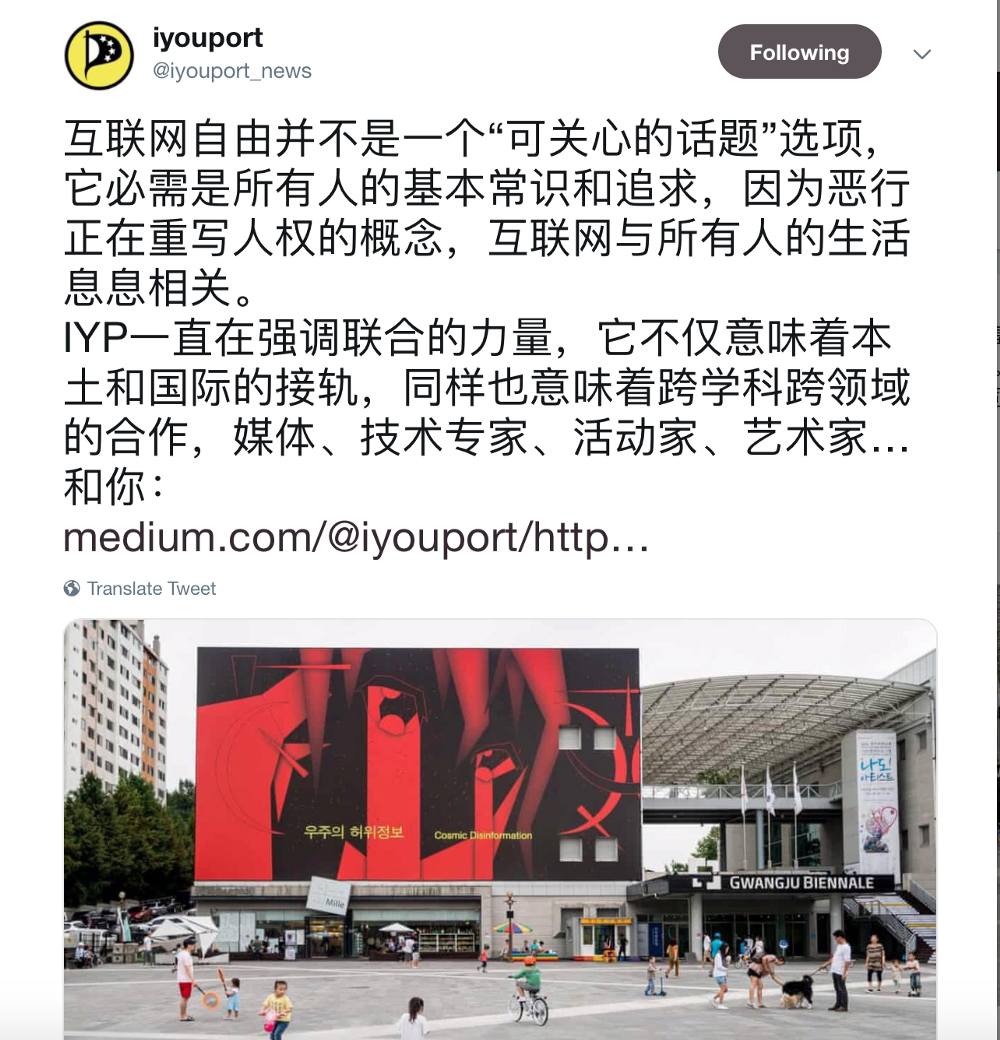 iyouport
@iyouport_news
Following
互联网自由并不是一个“可关心的话题”选项，
它必需是所有人的基本常识和追求，因为恶行
正在重写人权的概念，互联网与所有人的生活
息息相关。
IYP一直在强调联合的力量，它不仅意味着本
土和国际的接轨，同样也意味着跨学科跨领域
的合作，媒体、技术专家、活动家、艺术家…
和你：
medium.com/@iyouport/http…
Translate Tweet
우주의 허위정보
Cosmic Disinformation
나도!
아티스트
GWANGJU BIENNALE
Mille